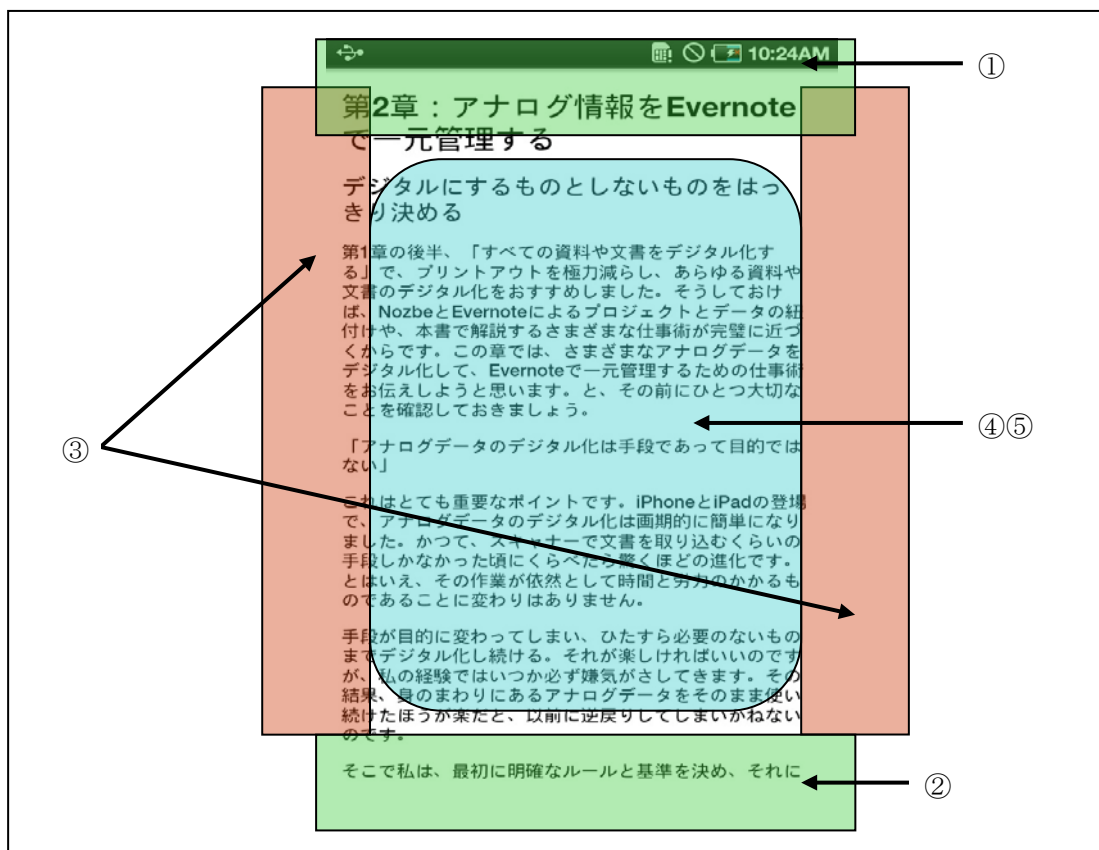 10:24AM
①
第2章：アナログ情報をEvernote
で一元管理する
デジタルにするものとしないものをはっ
きり決める
第1章の後半、「すべての資料や文書をデジタル化す
る」で、プリントアウトを極力減らし、あらゆる資料や
文書のデジタル化をおすすめしました。そうしておけ
ば、NozbeとEvernoteによるプロジェクトとデータの紐
付けや、本書で解説するさまざまな仕事術が完璧に近づ
くからです。この章では、さまざまなアナログデータを
デジタル化して、Evernoteで一元管理するための仕事術
をお伝えしようと思います。と、その前にひとつ大切な
ことを確認しておきましょう。
④⑤
③
「アナログデータのデジタル化は手段であって目的では
ない」
これはとても重要なポイントです。iPhoneとiPadの登場
で、アナログデータのデジタル化は画期的に簡単になり
ました。かつて、スキャナーで文書を取り込むくらいの
手段しかなかった頃にくらべたら驚くほどの進化です。
とはいえ、その作業が依然として時間と労力のかかるも
のであることに変わりはありません。
手段が目的に変わってしまい、ひたすら必要のないもの
までデジタル化し続ける。それが楽しければいいのです
が、私の経験ではいつか必ず嫌気がさしてきます。その
結果、身のまわりにあるアナログデータをそのまま使い
続けたほうが楽だと、以前に逆戻りしてしまいかねない
のです。
そこで私は、最初に明確なルールと基準を決め、それに
②